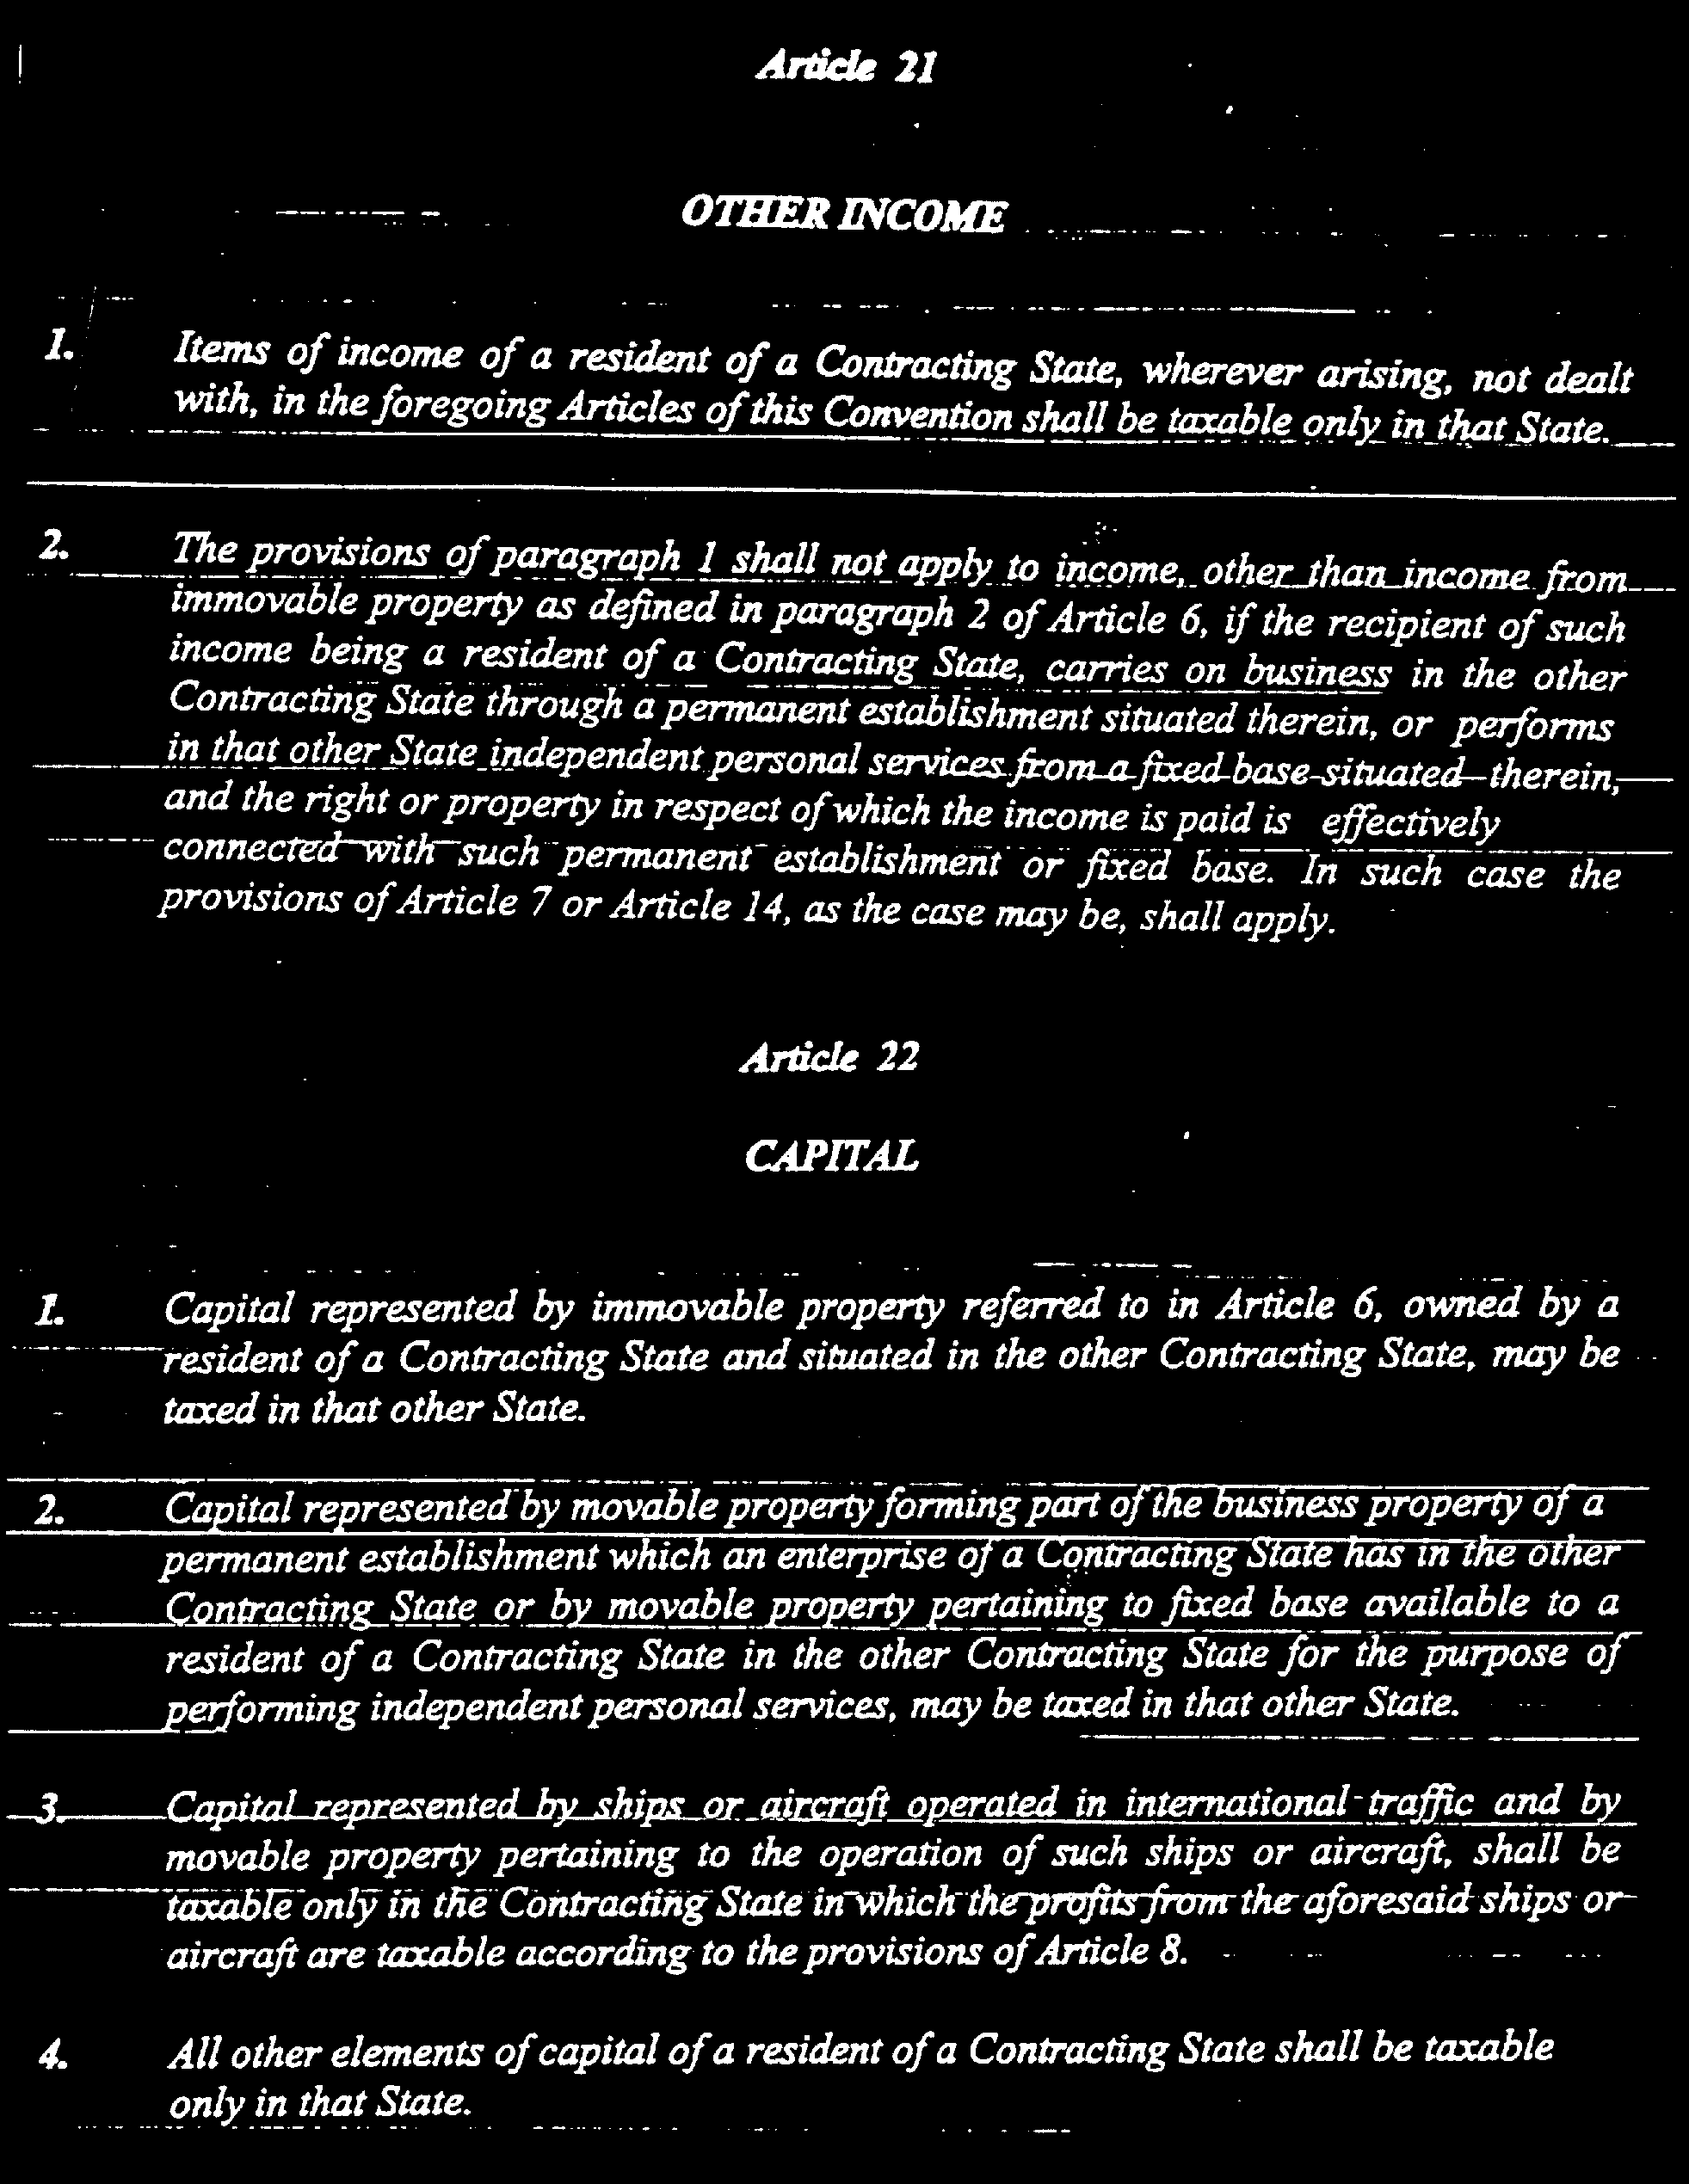 Article 21
OTHER INCOME
1. Items of income of a resident of a Contracting State, wherever arising, not dealt
with, in the foregoing Articles of this Convention shall be taxable only in that State.
2. The provisions of paragraph 1 shall not apply to income, other than income from
immovable property as defined in paragraph 2 of Article 6, if the recipient of such
income being a resident of a Contracting State, carries on business in the other
Contracting State through a permanent establishment situated therein, or performs
in that other State independent personal services from a fixed base situated therein,
and the right or property in respect of which the income is paid is effectively
connected with such permanent establishment or fixed base. In such case the
provisions of Article 7 or Article 14, as the case may be, shall apply.
Article 22
CAPITAL
1. Capital represented by immovable property referred to in Article 6, owned by a
resident of a Contracting State and situated in the other Contracting State, may be
taxed in that other State.
2. Capital represented by movable property forming part of the business property of a
permanent establishment which an enterprise of a Contracting State has in the other
Contracting State or by movable property pertaining to fixed base available to a
resident of a Contracting State in the other Contracting State for the purpose of
performing independent personal services, may be taxed in that other State.
3. Capital represented by ships or aircraft operated in international traffic and by
movable property pertaining to the operation of such ships or aircraft, shall be
taxable only in the Contracting State in which the profits from the aforesaid ships or
aircraft are taxable according to the provisions of Article 8.
4. All other elements of capital of a resident of a Contracting State shall be taxable
only in that State.